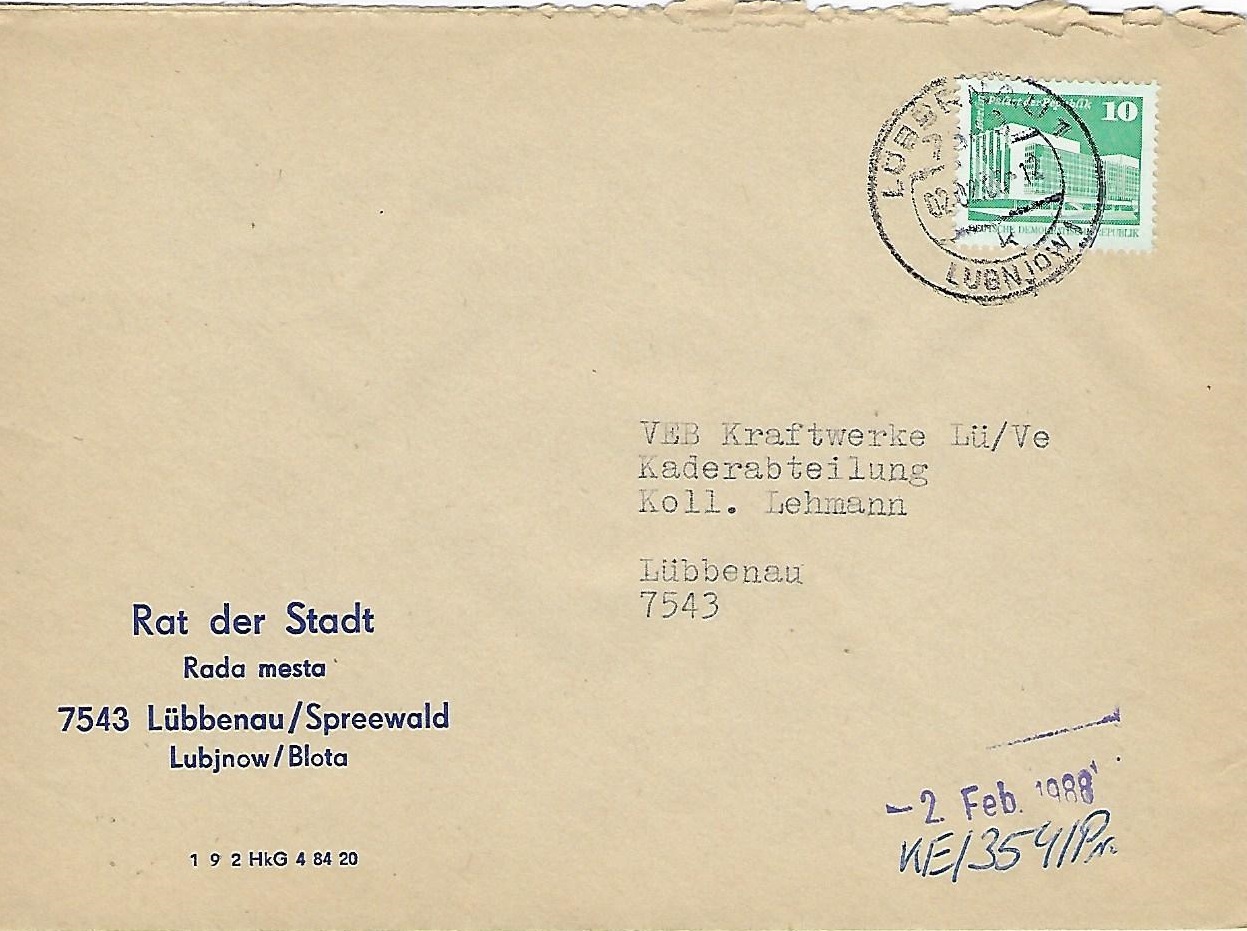 Palast der Republik 10
DEUTSCHE DEMOKRATISCHE REPUBLIK
LÜBBENAU 1
LUBNJOW
k
VEB Kraftwerke Lü/Ve
Kaderabteilung
Koll. Lehmann
Lübbenau
7543
Rat der Stadt
Rada mesta
7543 Lübbenau/Spreewald
Lubjnow/Blota
1 9 2 HkG 4 84 20
-2. Feb. 1988
KE/354/Pr.